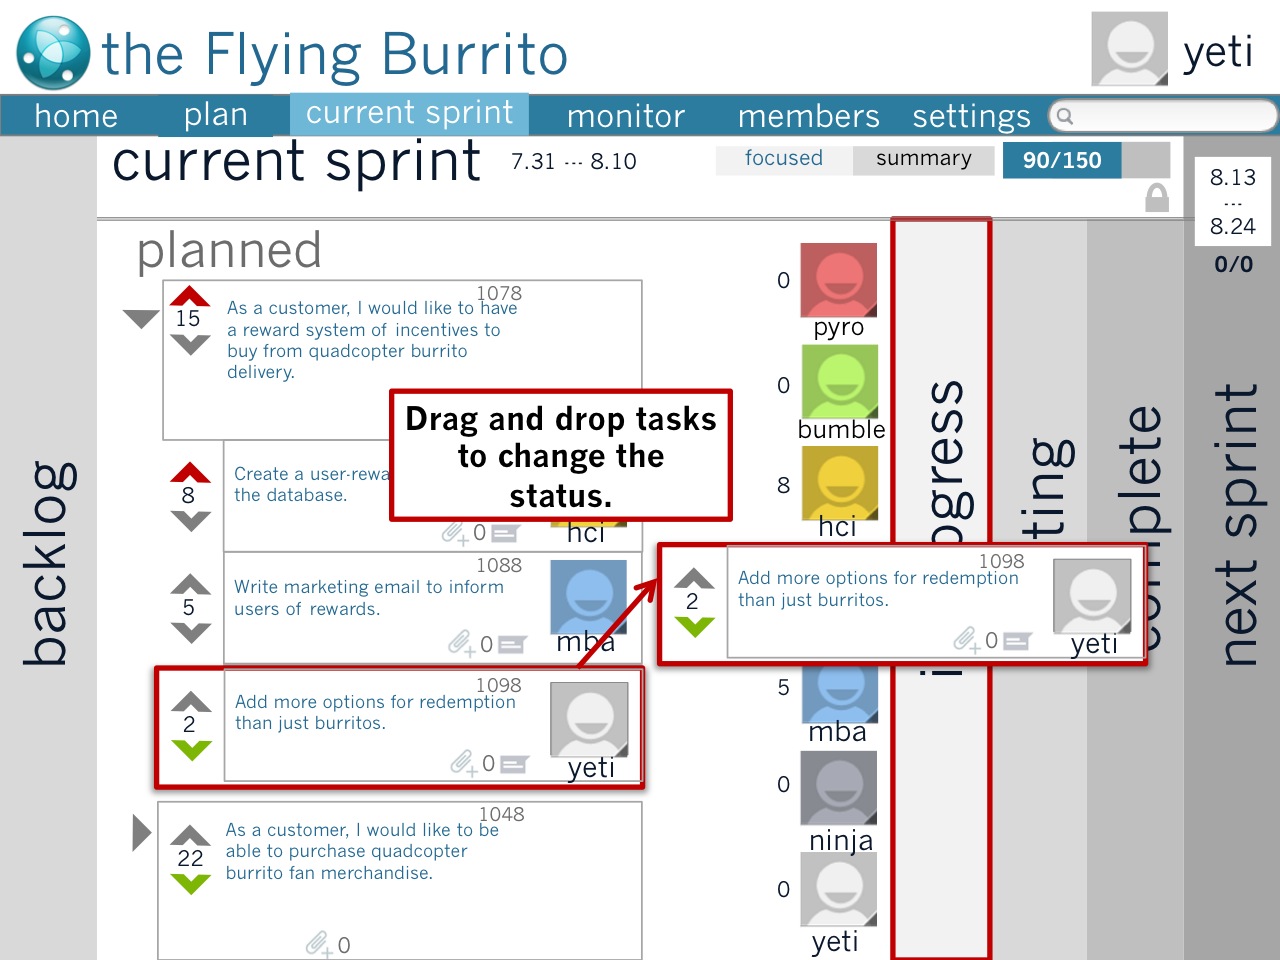 the Flying Burrito
yeti
home
plan
current sprint
monitor
members
settings
current sprint
7.31 --- 8.10
focused
summary
90/150
8.13
---
8.24
0/0
backlog
planned
1078
15
As a customer, I would like to have
a reward system of incentives to
buy from quadcopter burrito
delivery.
Drag and drop tasks
to change the
status.
8
Create a user-rewa
the database.
0
hci
1088
5
Write marketing email to inform
users of rewards.
0
mba
1098
2
Add more options for redemption
than just burritos.
0
yeti
1048
22
As a customer, I would like to be
able to purchase quadcopter
burrito fan merchandise.
0
0
pyro
0
bumble
8
hci
1098
2
Add more options for redemption
than just burritos.
0
yeti
5
mba
0
ninja
0
yeti
ogress
ting
plete
next sprint